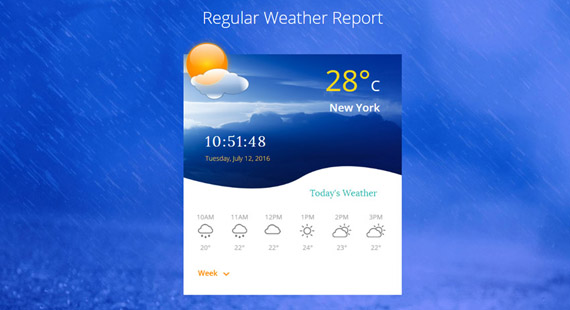 Regular Weather Report
28°C
New York
10:51:48
Tuesday, July 12, 2016
Today's Weather
10AM 11AM 12PM 1PM 2PM 3PM
20° 22° 22° 24° 23° 22°
Week